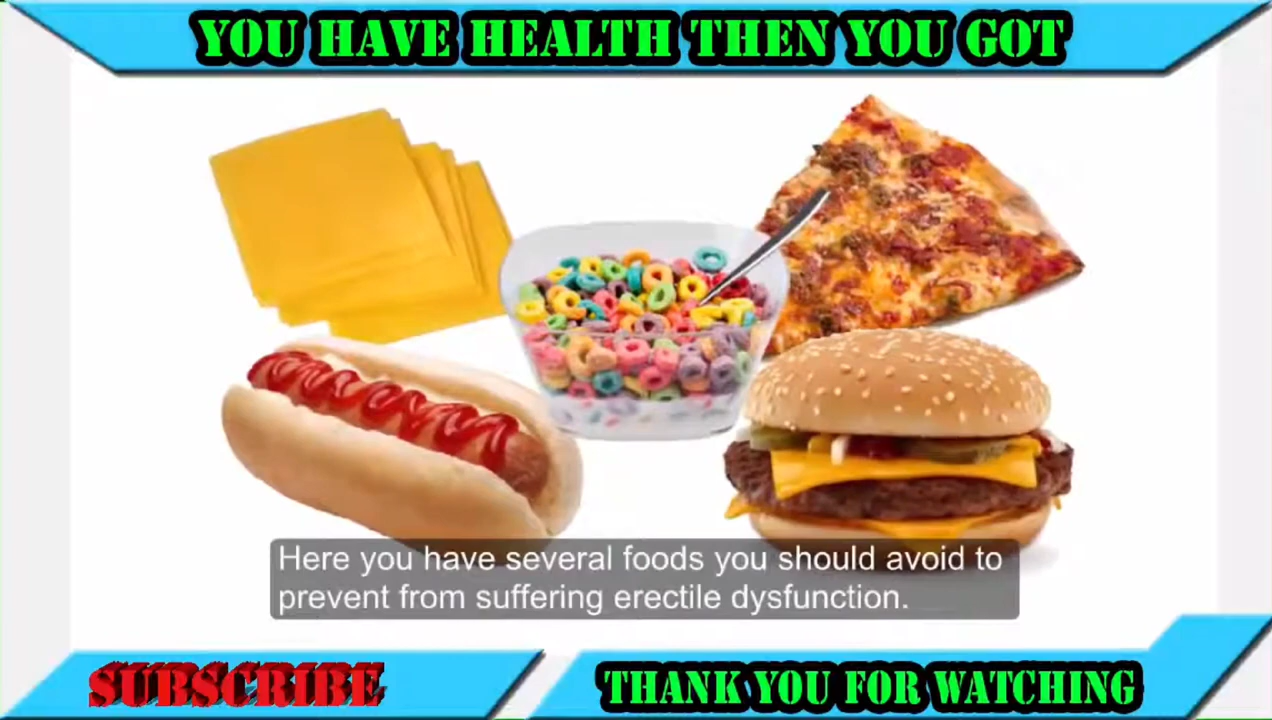 YOU HAVE HEALTH THEN YOU GOT
Here you have several foods you should avoid to
prevent from suffering erectile dysfunction.
SUBSCRIBE
THANK YOU FOR WATCHING